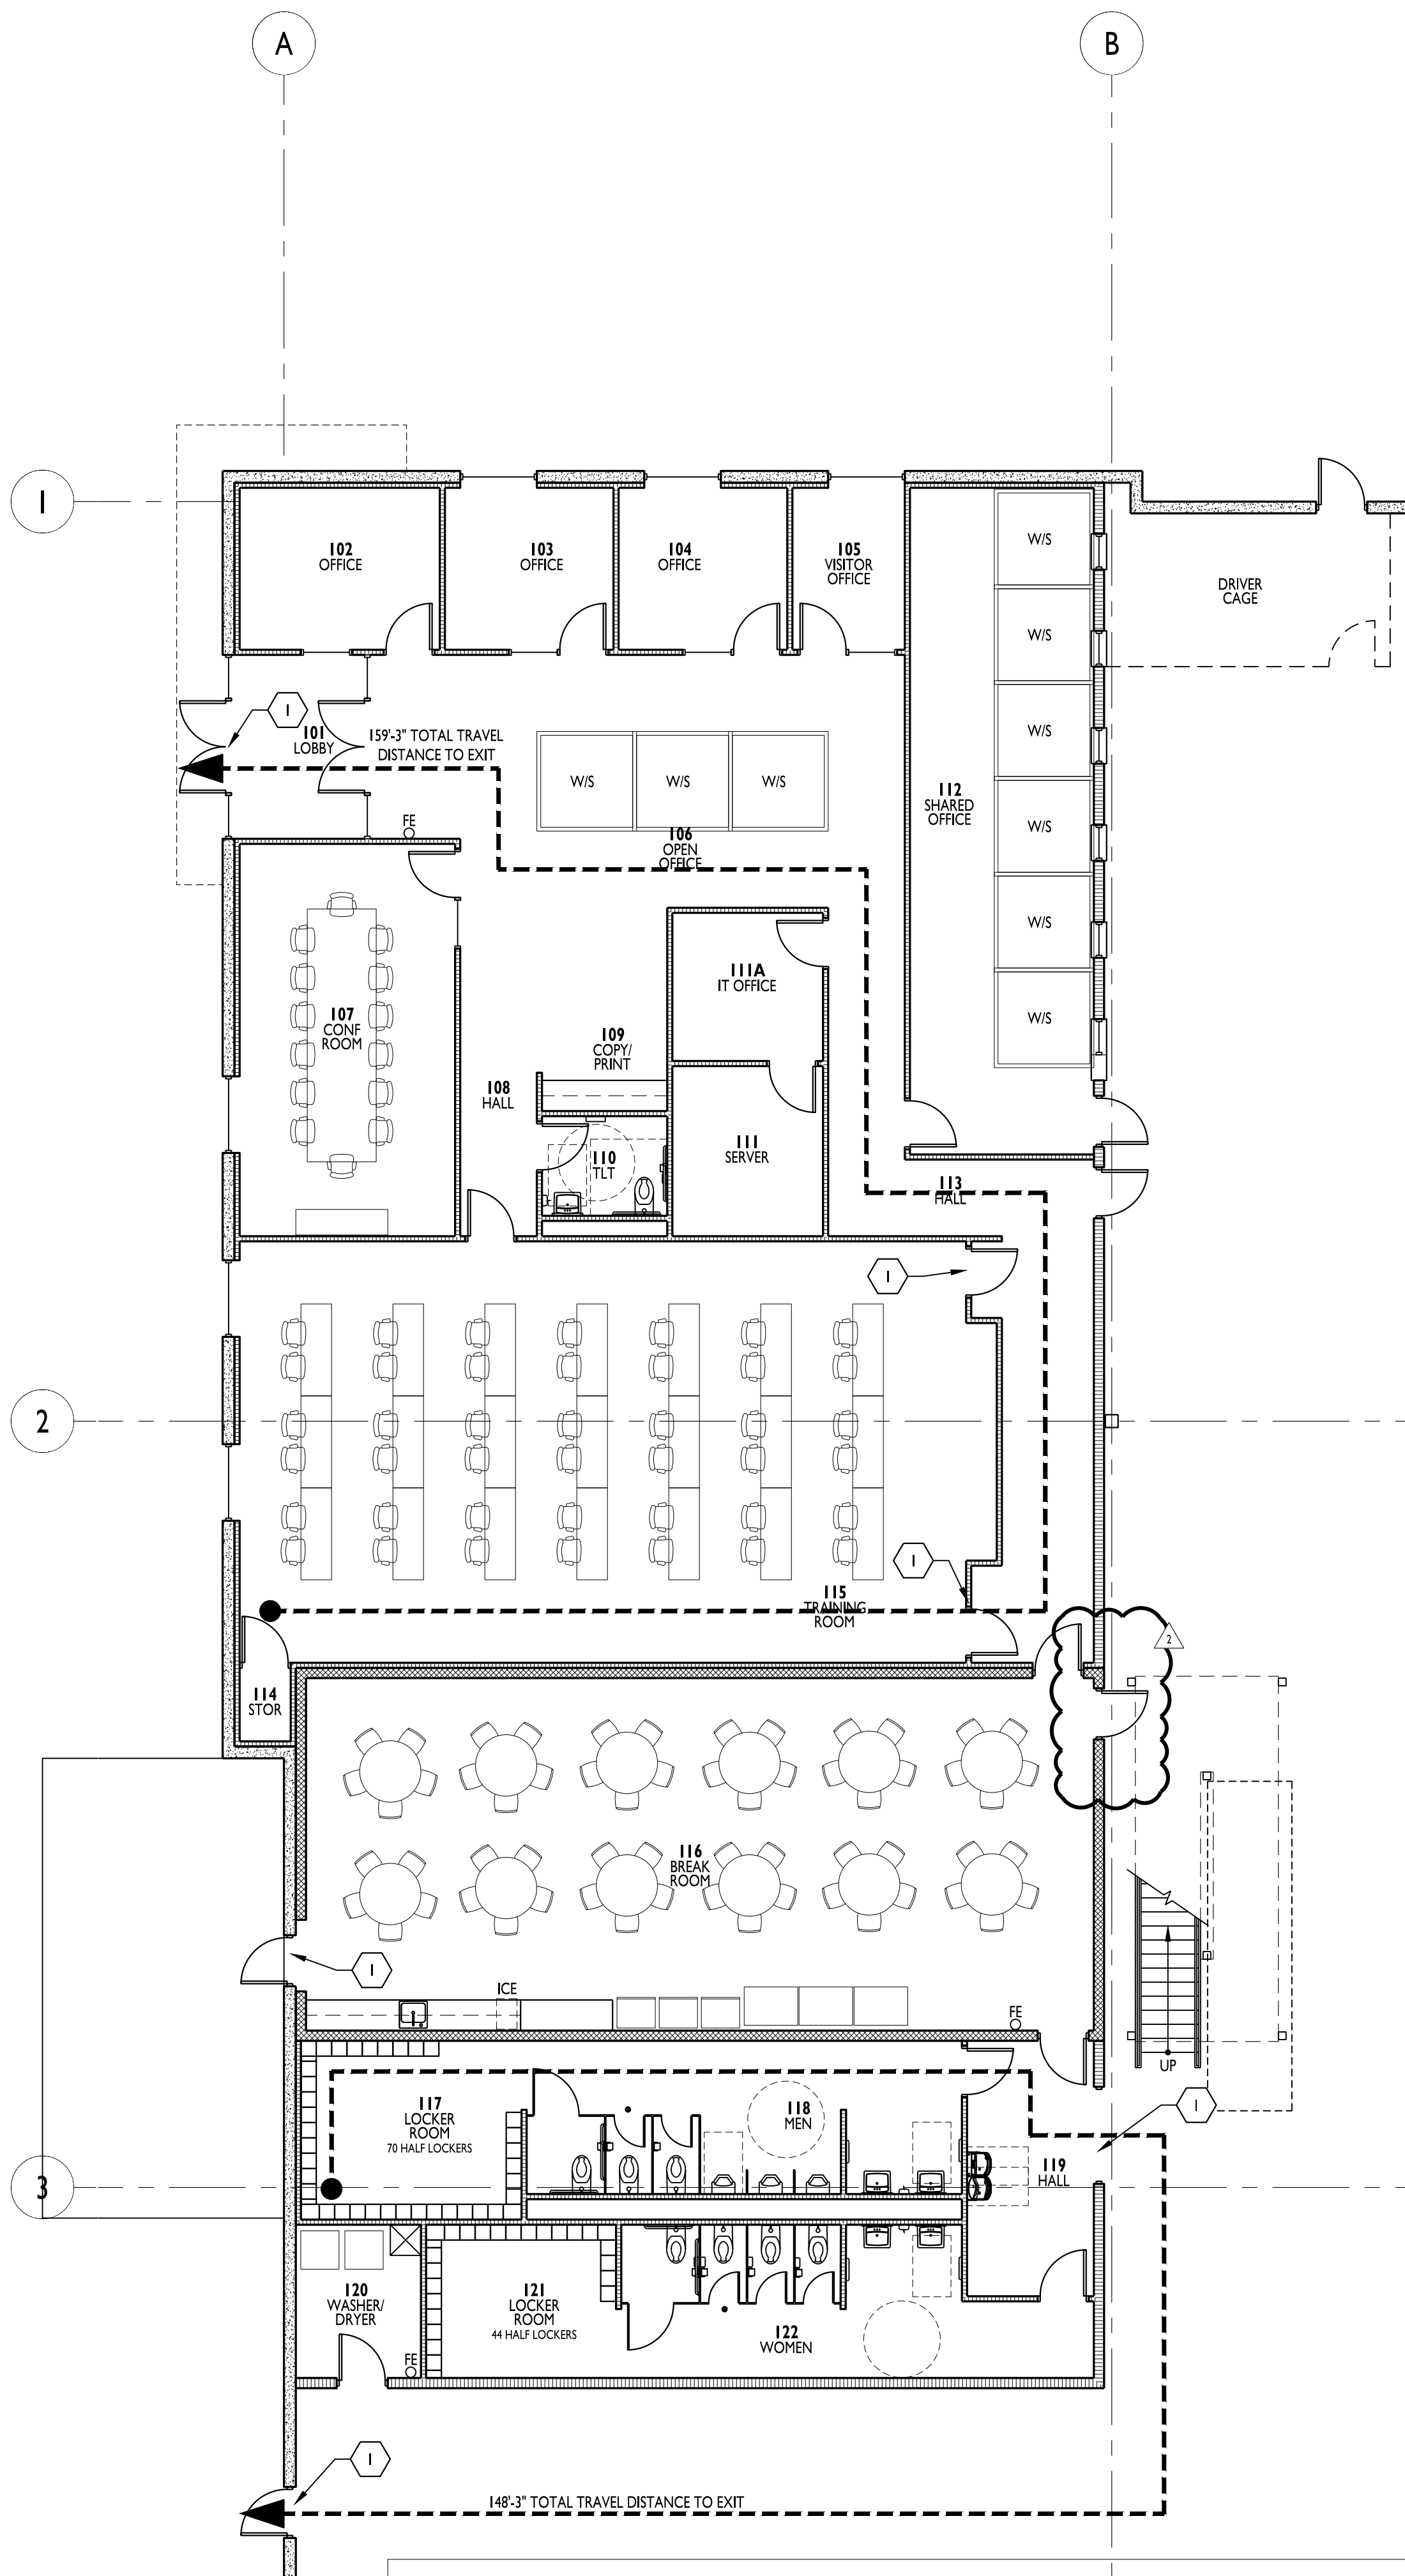 A
B
1
102
OFFICE
103
OFFICE
104
OFFICE
105
VISITOR
OFFICE
W/S
W/S
W/S
W/S
W/S
W/S
DRIVER
CAGE
1
101
LOBBY
159'-3" TOTAL TRAVEL
DISTANCE TO EXIT
W/S
W/S
W/S
106
OPEN
OFFICE
112
SHARED
OFFICE
FE
107
CONF
ROOM
111A
IT OFFICE
109
COPY/
PRINT
108
HALL
110
TLT
111
SERVER
113
HALL
1
2
1
115
TRAINING
ROOM
2
114
STOR
116
BREAK
ROOM
1
ICE
FE
UP
117
LOCKER
ROOM
70 HALF LOCKERS
118
MEN
1
119
HALL
3
120
WASHER/
DRYER
121
LOCKER
ROOM
44 HALF LOCKERS
122
WOMEN
FE
1
148'-3" TOTAL TRAVEL DISTANCE TO EXIT